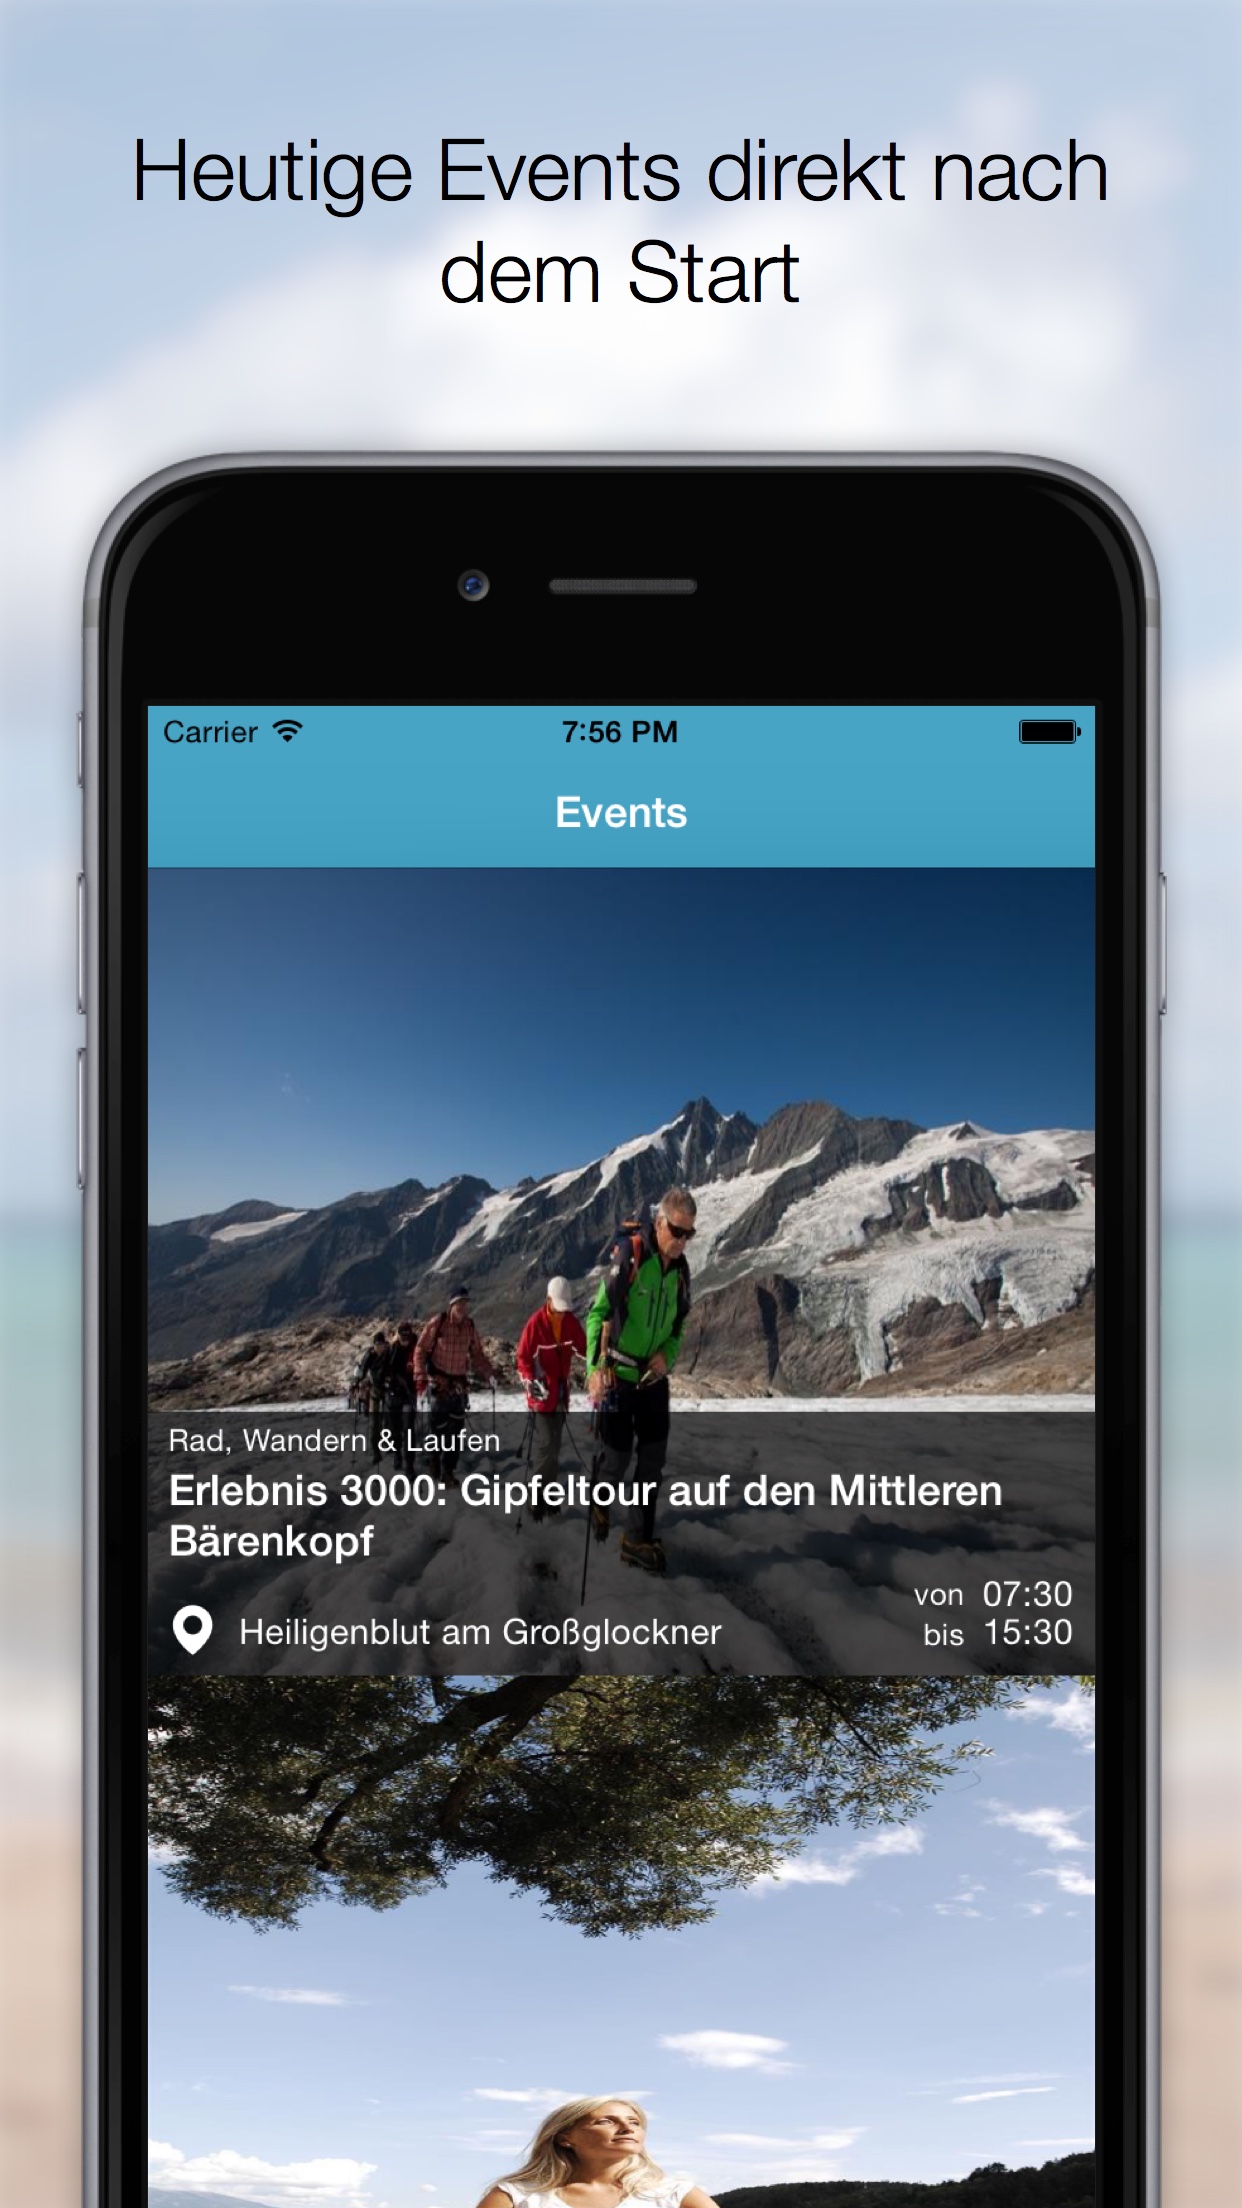 Heutige Events direkt nach
dem Start
Carrier
7:56 PM
Events
Rad, Wandern & Laufen
Erlebnis 3000: Gipfeltour auf den Mittleren
Bärenkopf
Heiligenblut am Großglockner
von 07:30
bis 15:30